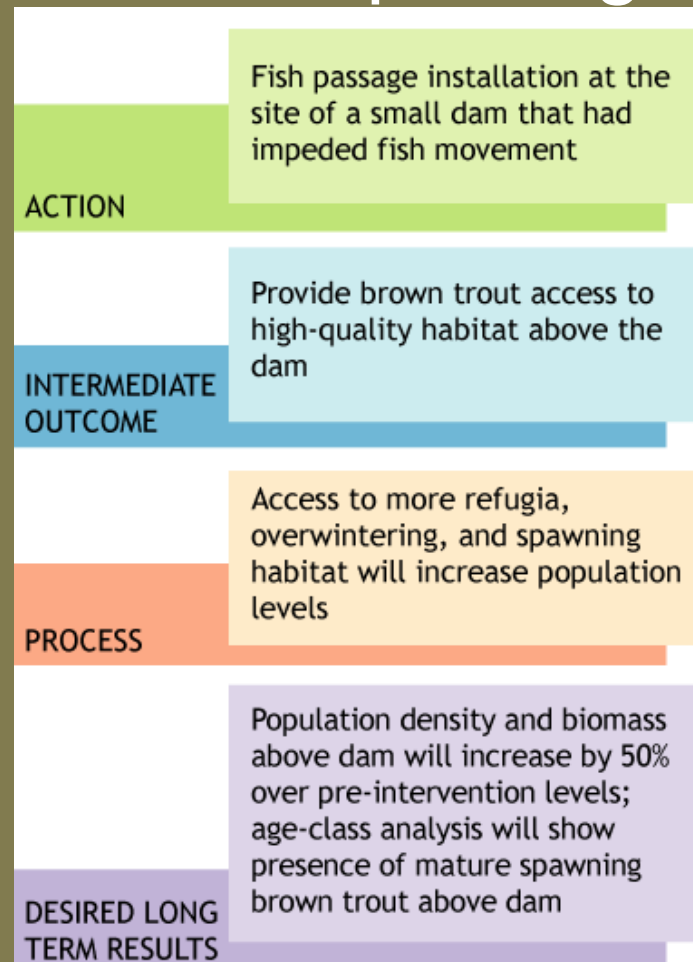 Fish passage installation at the
site of a small dam that had
impeded fish movement
ACTION
Provide brown trout access to
high-quality habitat above the
dam
INTERMEDIATE
OUTCOME
Access to more refugia,
overwintering, and spawning
habitat will increase population
levels
PROCESS
Population density and biomass
above dam will increase by 50%
over pre-intervention levels;
age-class analysis will show
presence of mature spawning
brown trout above dam
DESIRED LONG
TERM RESULTS